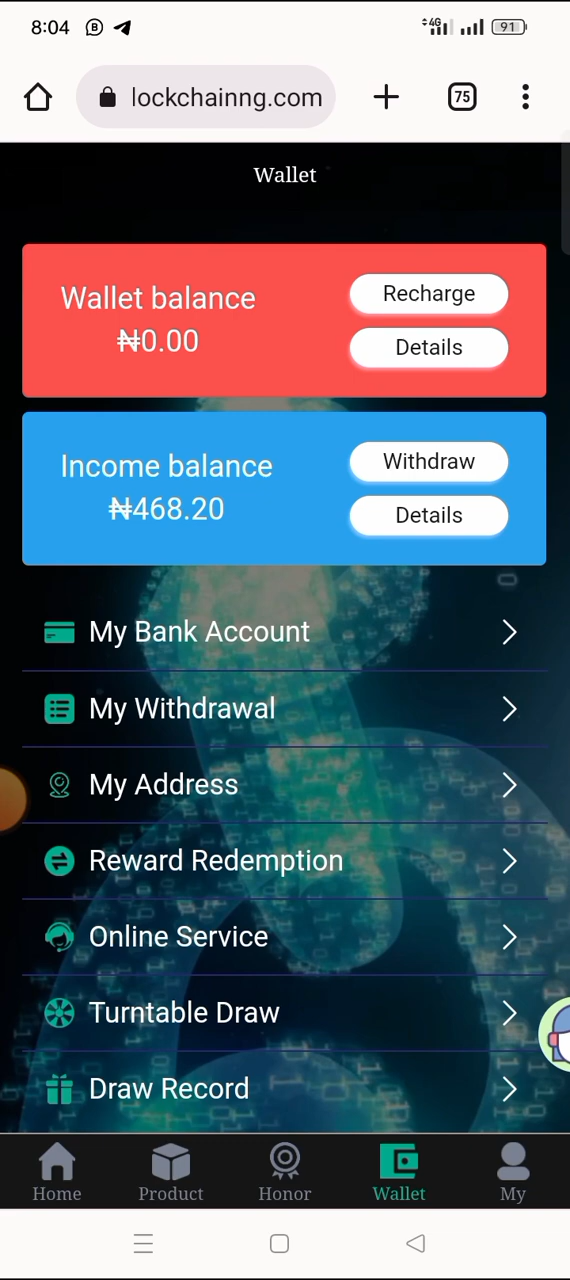 8:04
4G
91
lockchainng.com
75
Wallet
Wallet balance
Recharge
₦0.00
Details
Income balance
Withdraw
₦468.20
Details
My Bank Account
My Withdrawal
My Address
Reward Redemption
Online Service
Turntable Draw
Draw Record
Home
Product
Honor
Wallet
My